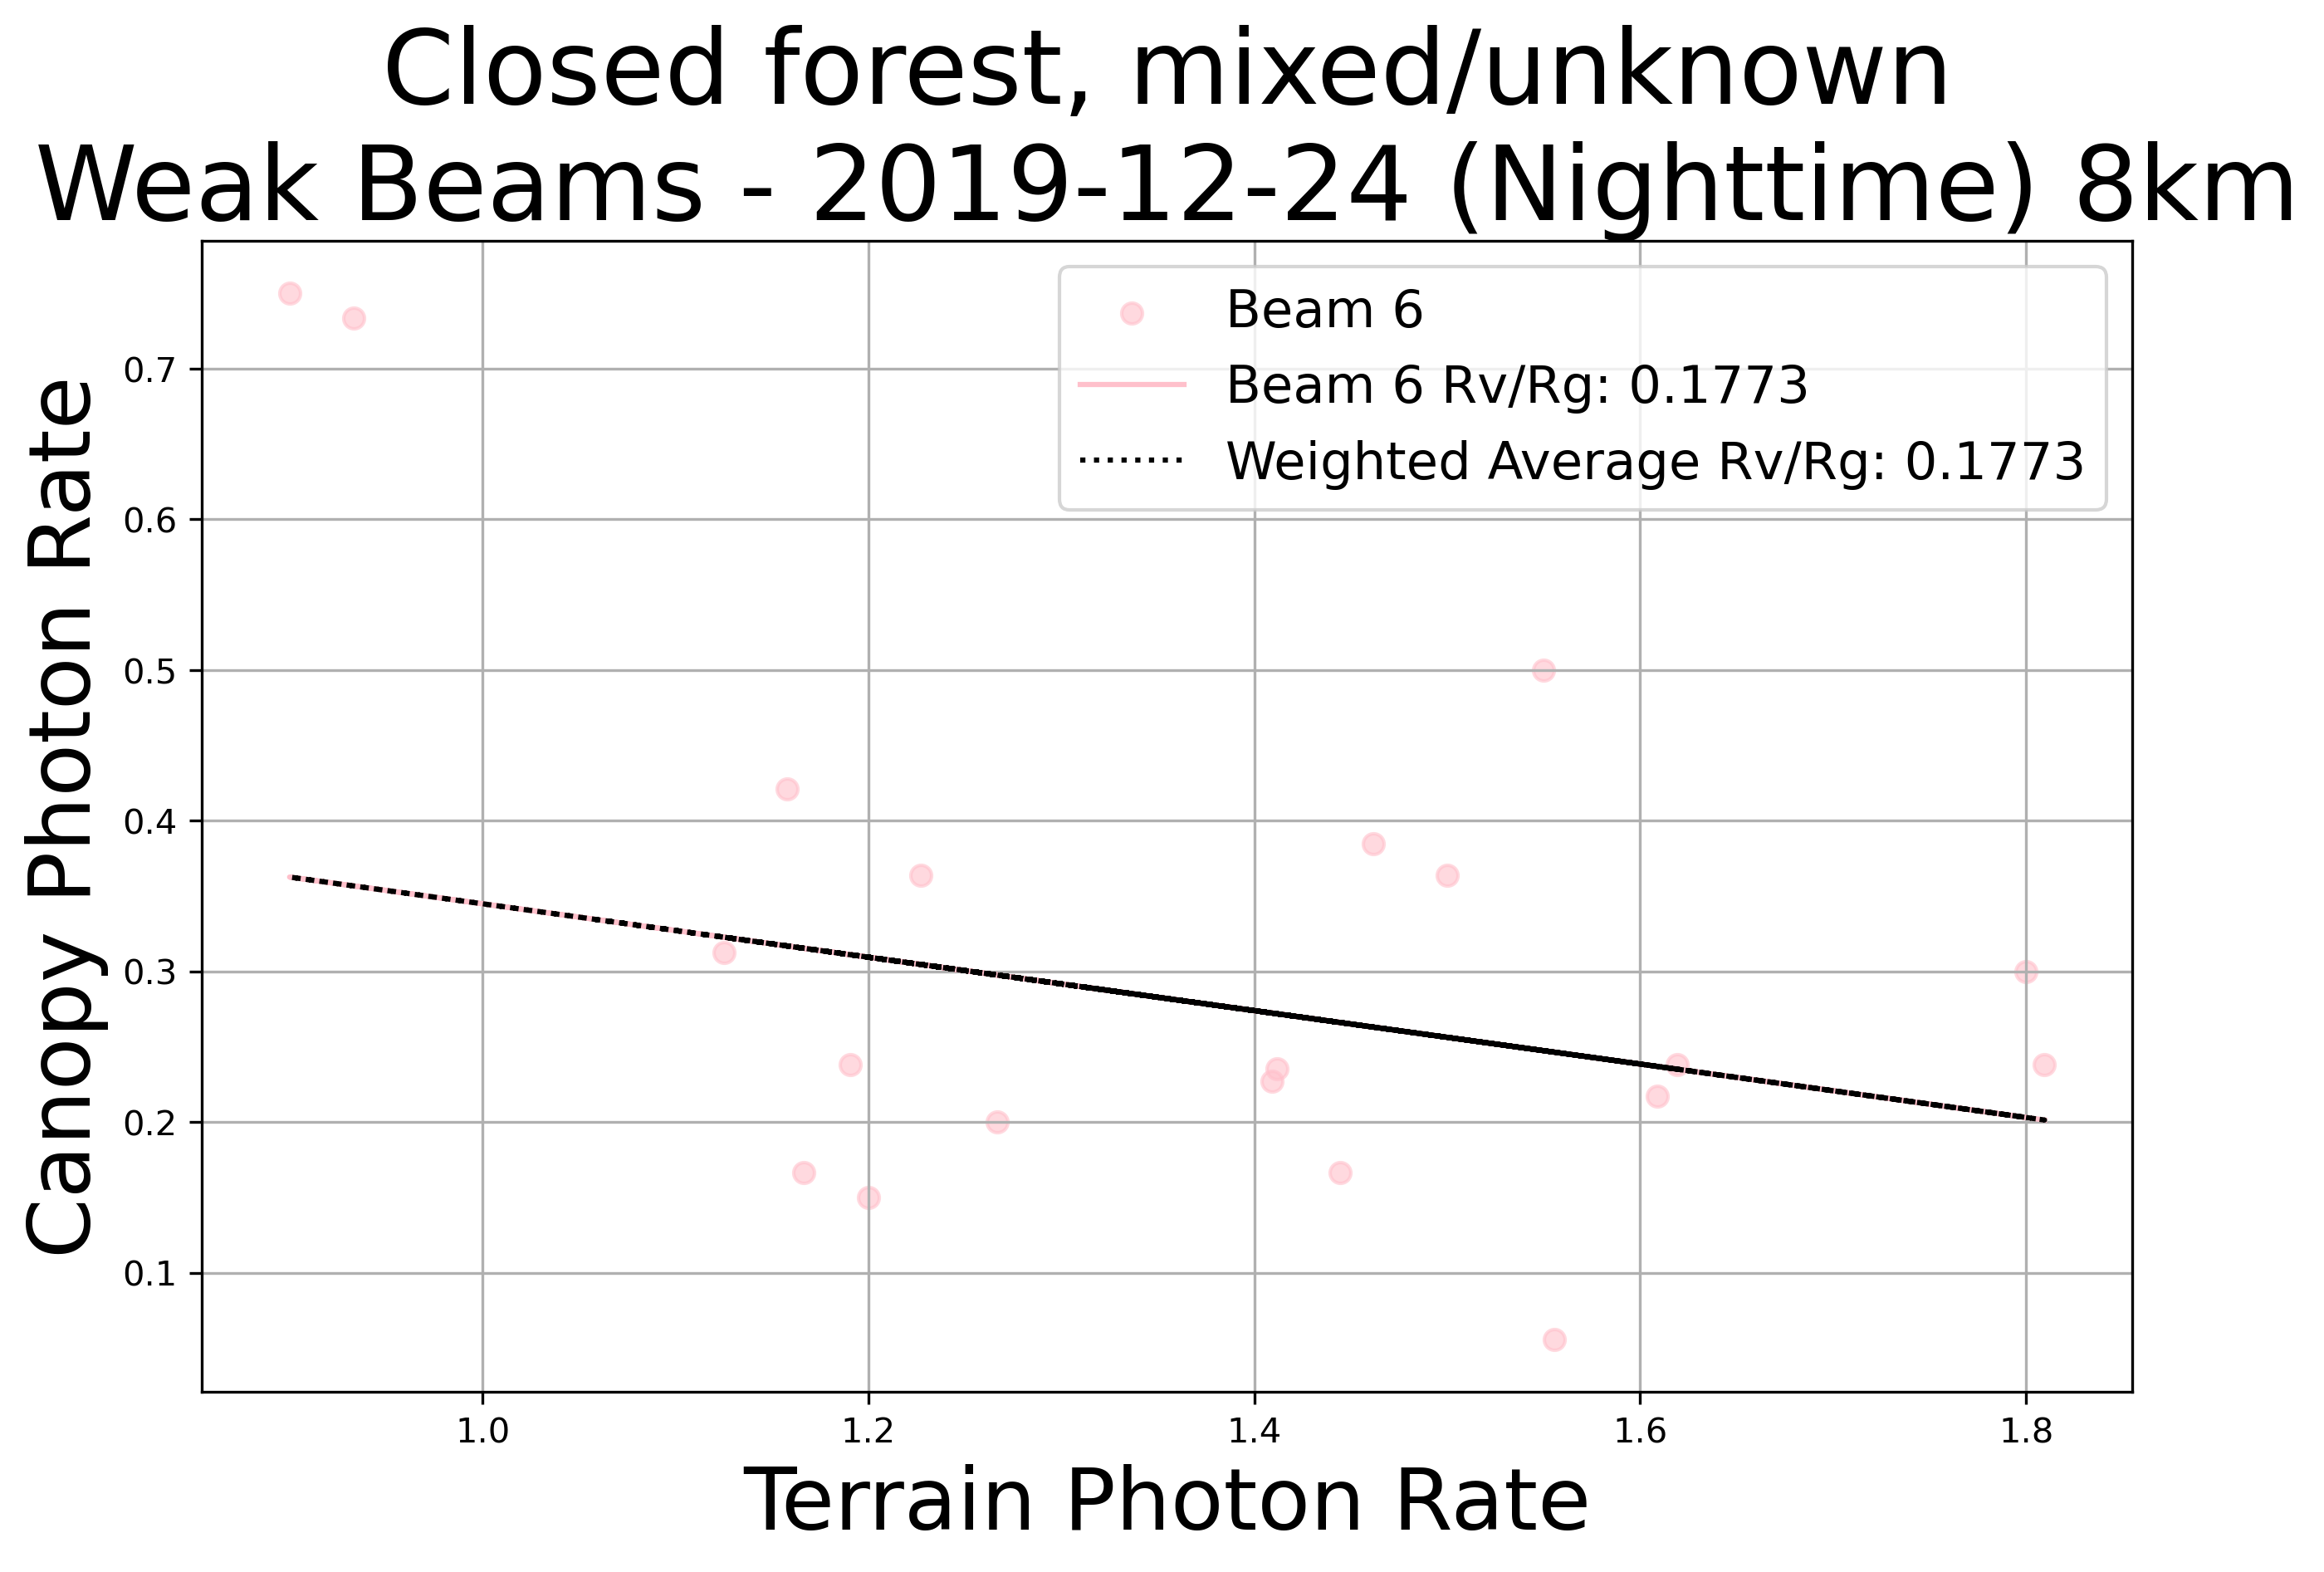 Closed forest, mixed/unknown
Weak Beams - 2019-12-24 (Nighttime) 8km
Beam 6
Beam 6 Rv/Rg: 0.1773
Weighted Average Rv/Rg: 0.1773
Canopy Photon Rate
0.7
0.6
0.5
0.4
0.3
0.2
0.1
1.0 1.2 1.4 1.6 1.8
Terrain Photon Rate